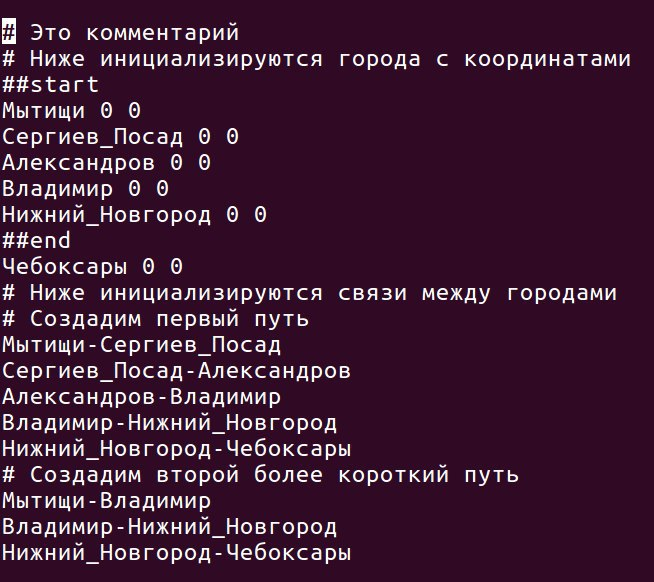 # Это комментарий
# Ниже инициализируются города с координатами
##start
Мытищи 0 0
Сергиев_Посад 0 0
Александров 0 0
Владимир 0 0
Нижний_Новгород 0 0
##end
Чебоксары 0 0
# Ниже инициализируются связи между городами
# Создадим первый путь
Мытищи-Сергиев_Посад
Сергиев_Посад-Александров
Александров-Владимир
Владимир-Нижний_Новгород
Нижний_Новгород-Чебоксары
# Создадим второй более короткий путь
Мытищи-Владимир
Владимир-Нижний_Новгород
Нижний_Новгород-Чебоксары